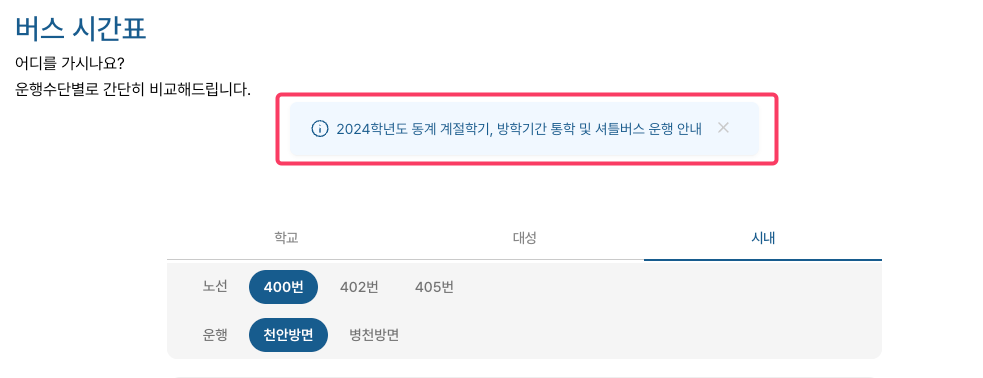 버스 시간표
어디를 가시나요?
운행수단별로 간단히 비교해드립니다.
2024학년도 동계 계절학기, 방학기간 통학 및 셔틀버스 운행 안내
학교 대성 시내
노선 400번 402번 405번
운행 천안방면 병천방면